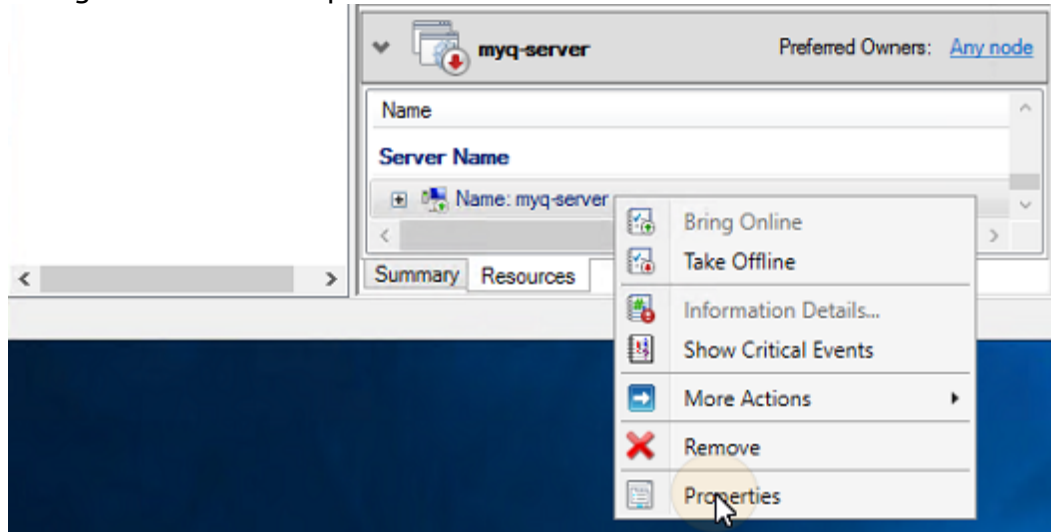 myq-server Preferred Owners: Any node
Name
Server Name
Name: myq-server
Summary Resources
Bring Online
Take Offline
Information Details...
Show Critical Events
More Actions
Remove
Properties